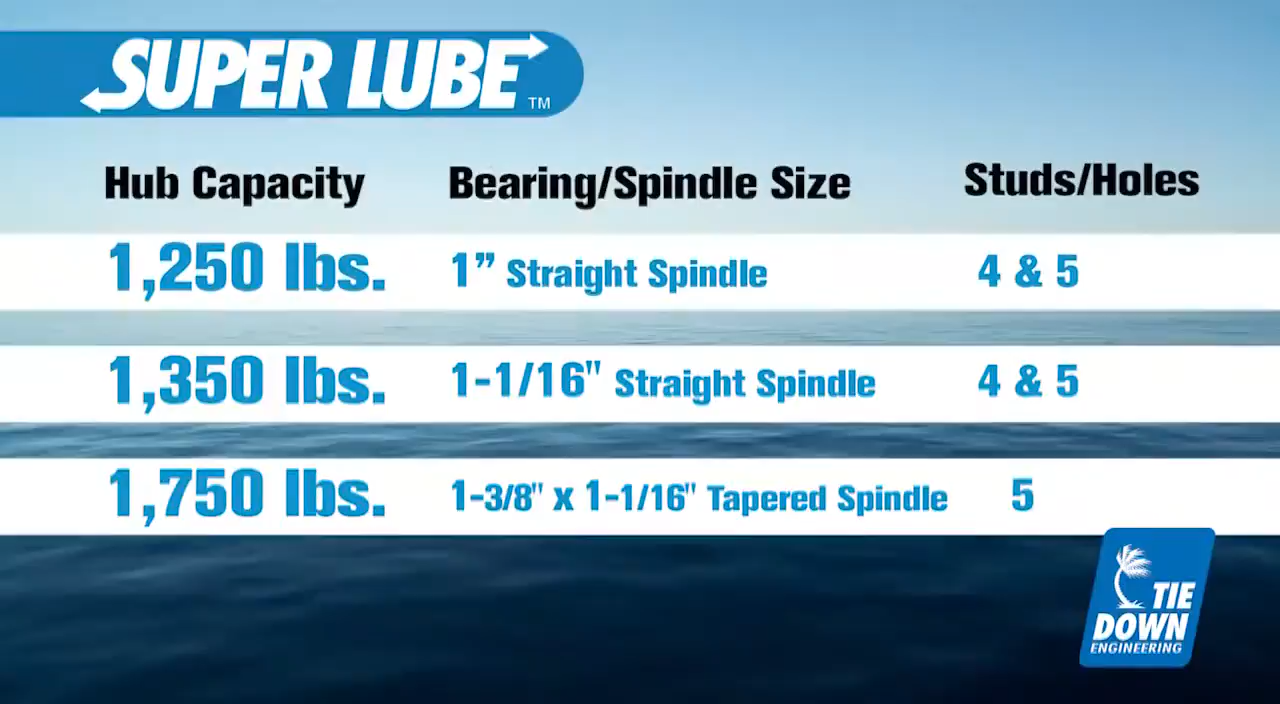 SUPER LUBE™
Hub Capacity Bearing/Spindle Size Studs/Holes
1,250 lbs. 1” Straight Spindle 4 & 5
1,350 lbs. 1-1/16" Straight Spindle 4 & 5
1,750 lbs. 1-3/8" x 1-1/16" Tapered Spindle 5
TIE
DOWN
ENGINEERING